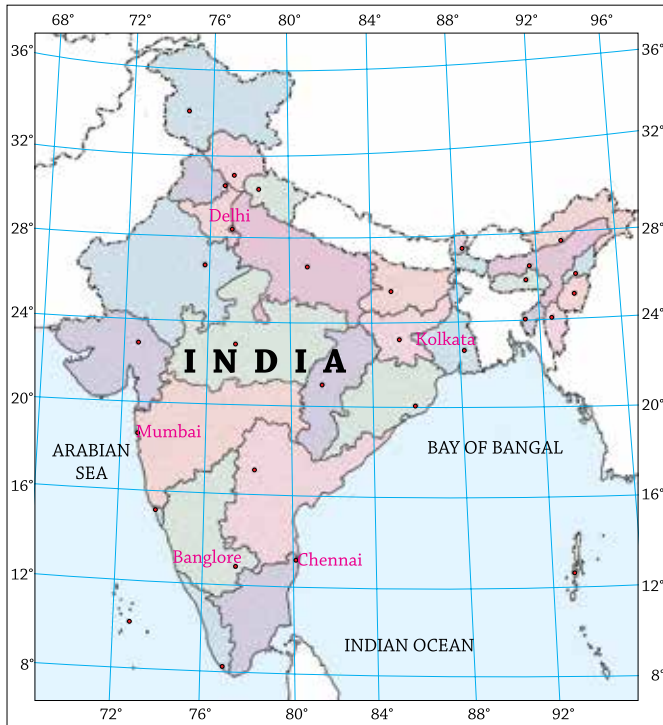 68° 72° 76° 80° 84° 88° 92° 96°
36° 36°
32° 32°
Delhi
28° 28°
24° 24°
Kolkata
INDIA
20° 20°
Mumbai
ARABIAN
SEA
BAY OF BANGAL
16° 16°
Banglore
Chennai
12° 12°
INDIAN OCEAN
8° 8°
72° 76° 80° 84° 88° 92°